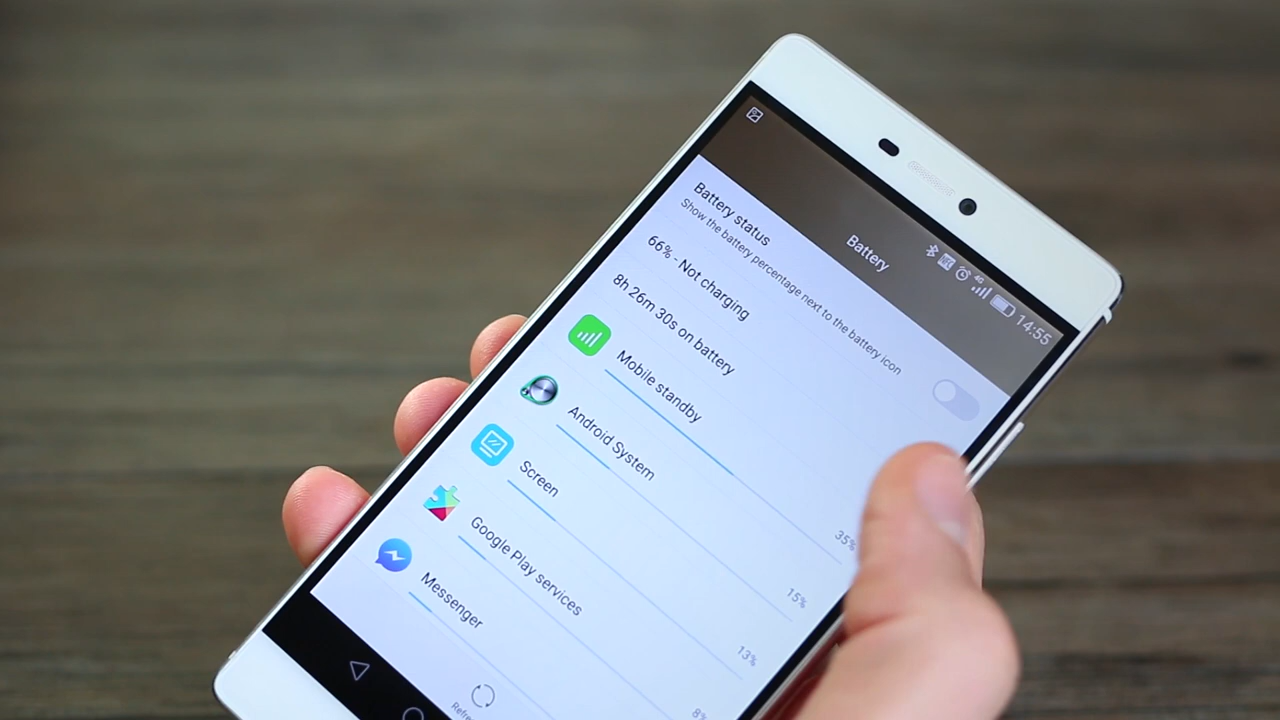 4G
14:55
Battery
Battery status
Show the battery percentage next to the battery icon
66% - Not charging
8h 26m 30s on battery
Mobile standby
35%
Android System
15%
Screen
13%
Google Play services
8%
Messenger